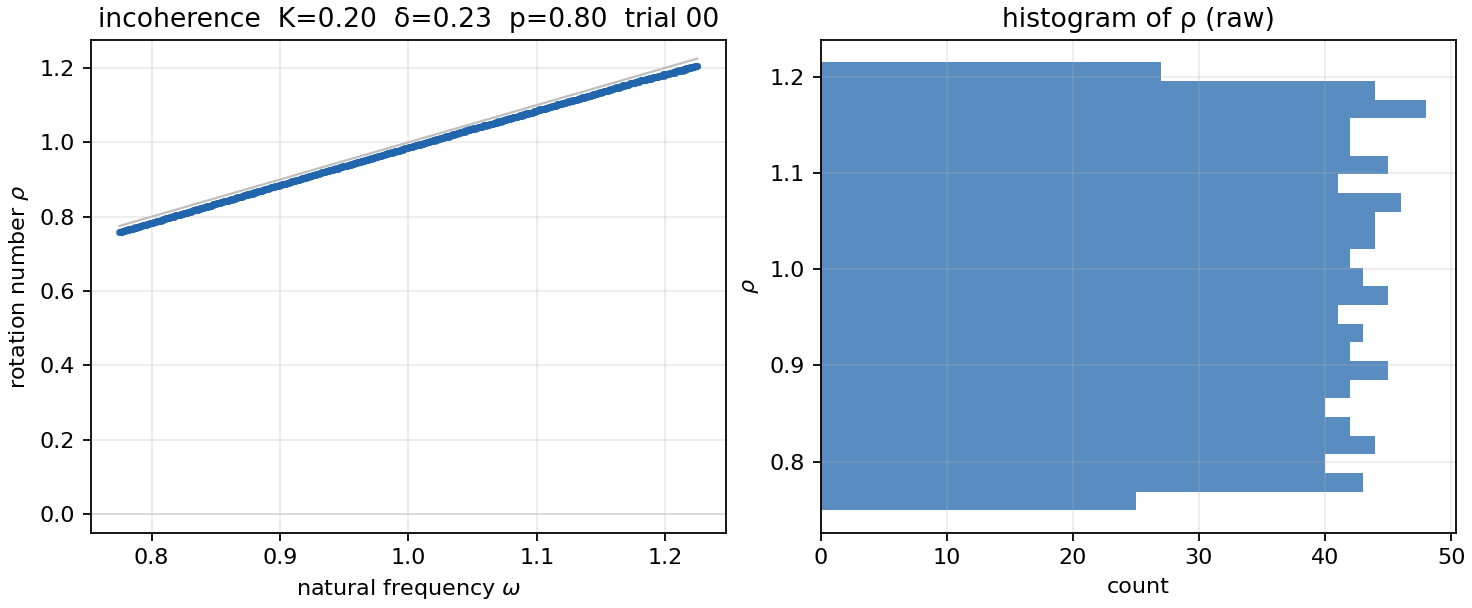 incoherence K=0.20 δ=0.23 p=0.80 trial 00
rotation number ρ
1.2
1.0
0.8
0.6
0.4
0.2
0.0
0.8 0.9 1.0 1.1 1.2
natural frequency ω
histogram of ρ (raw)
ρ
1.2
1.1
1.0
0.9
0.8
0 10 20 30 40 50
count